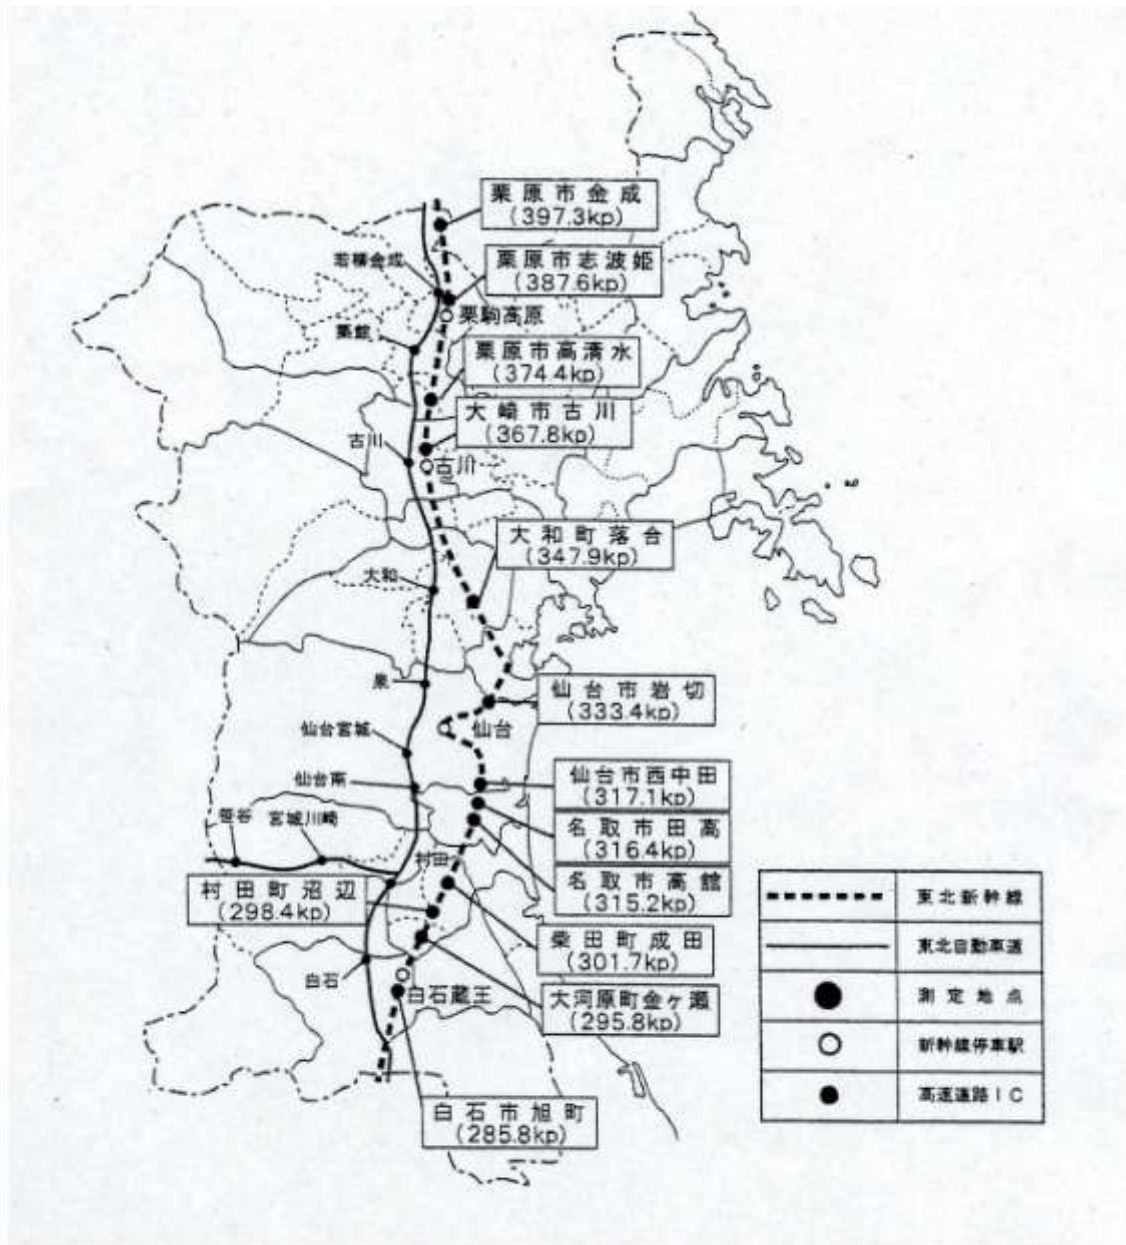 栗原市金成
(397.3kp)
若柳金成
栗原市志波姫
(387.6kp)
栗駒高原
築館
栗原市高清水
(374.4kp)
大崎市古川
(367.8kp)
古川
古川
大和町落合
(347.9kp)
大和
泉
仙台市岩切
(333.4kp)
仙台宮城
仙台
仙台南
仙台市西中田
(317.1kp)
笹谷
宮城川崎
名取市田高
(316.4kp)
村田
名取市高館
(315.2kp)
村田町沼辺
(298.4kp)
柴田町成田
(301.7kp)
白石
白石蔵王
大河原町金ヶ瀬
(295.8kp)
白石市旭町
(285.8kp)
東北新幹線
東北自動車道
測定地点
新幹線停車駅
高速道路IC